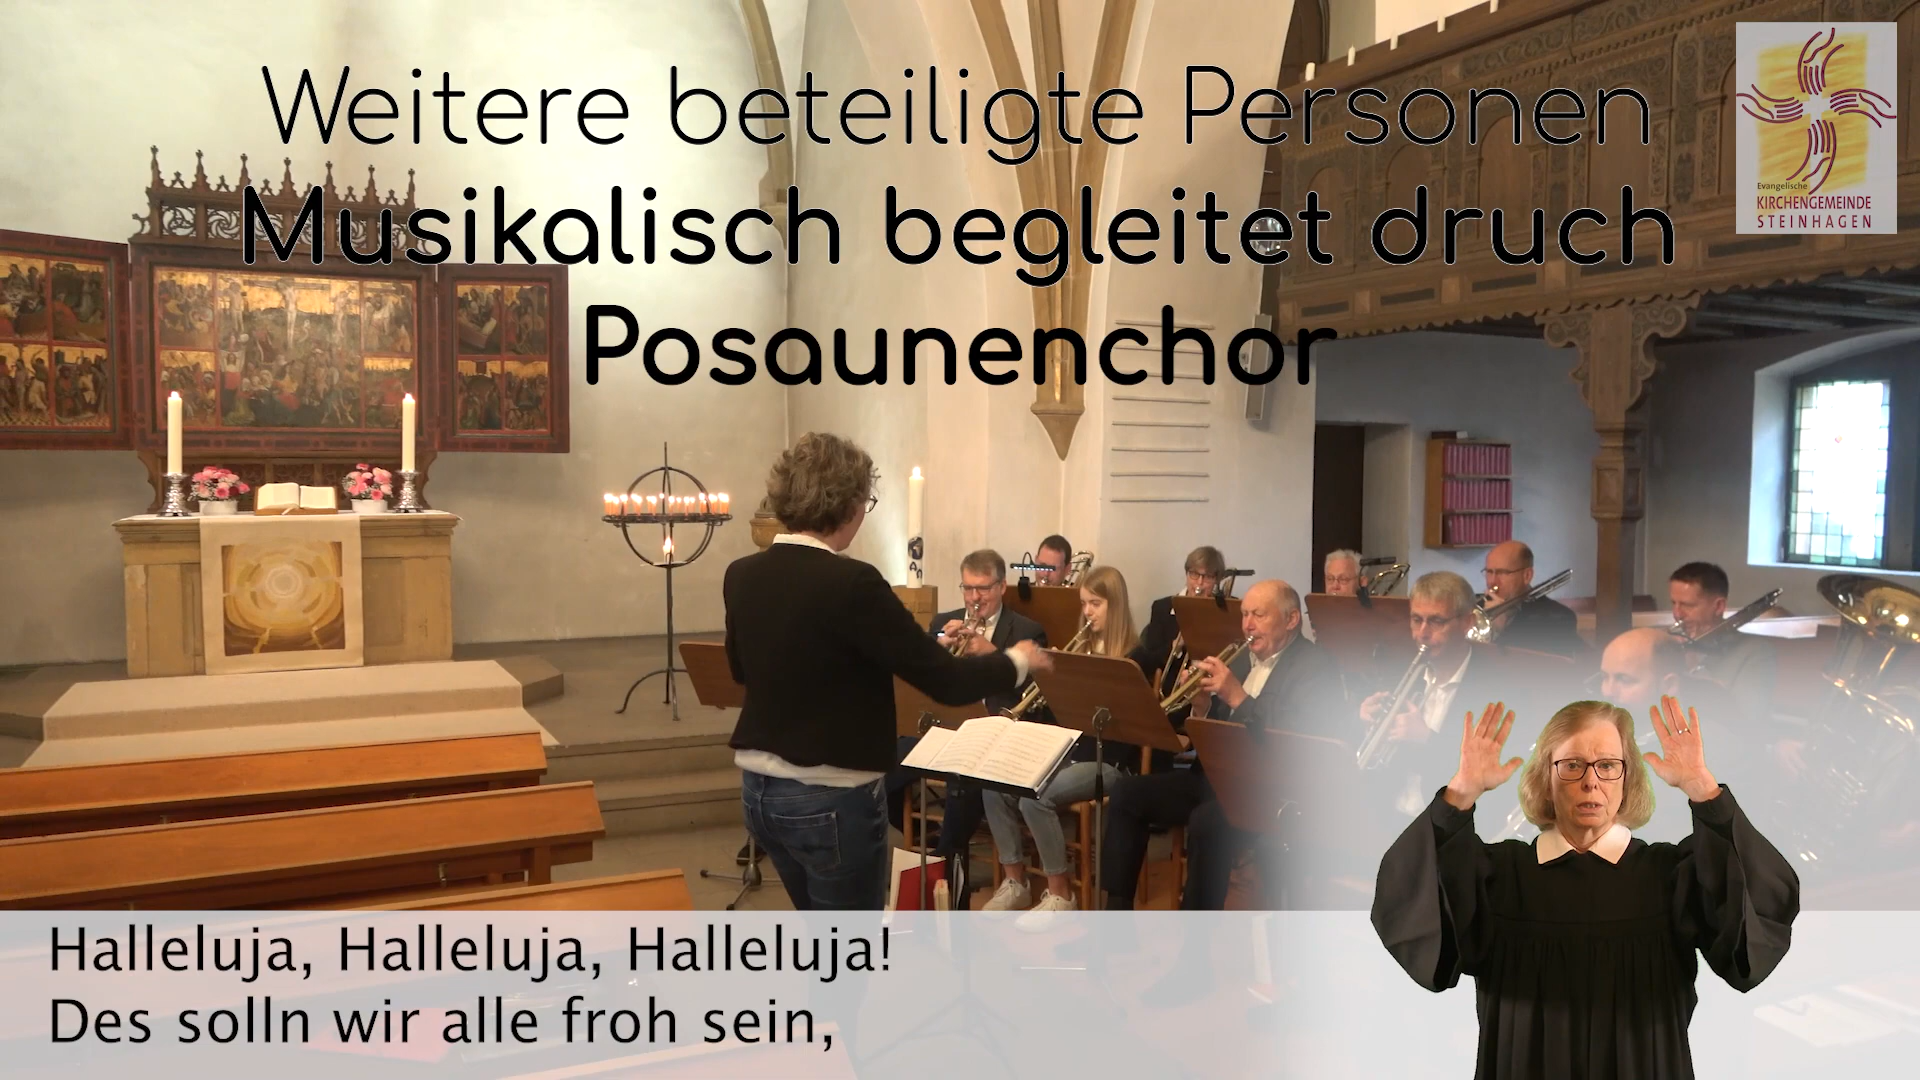 Weitere beteiligte Personen
Musikalisch begleitet druch
Posaunenchor
Evangelische
KIRCHENGEMEINDE
STEINHAGEN
Halleluja, Halleluja, Halleluja!
Des solln wir alle froh sein,